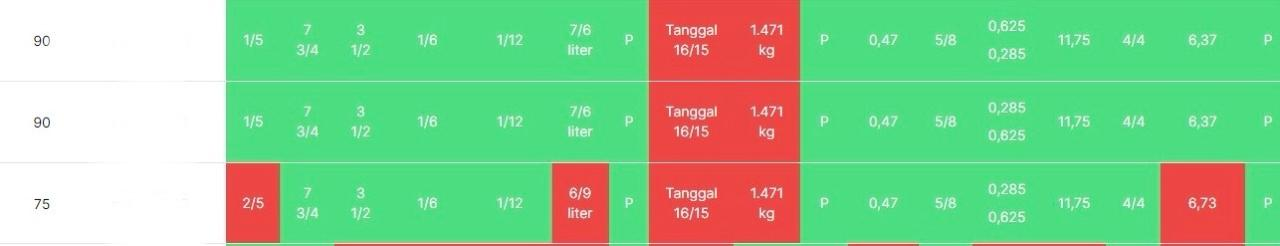 90 1/5 7 3/4 3 1/2 1/6 1/12 7/6 liter P Tanggal 16/15 1.471 kg P 0,47 5/8 0,625 0,285 11,75 4/4 6,37 P
90 1/5 7 3/4 3 1/2 1/6 1/12 7/6 liter P Tanggal 16/15 1.471 kg P 0,47 5/8 0,285 0,625 11,75 4/4 6,37 P
75 2/5 7 3/4 3 1/2 1/6 1/12 6/9 liter P Tanggal 16/15 1.471 kg P 0,47 5/8 0,285 0,625 11,75 4/4 6,73 P